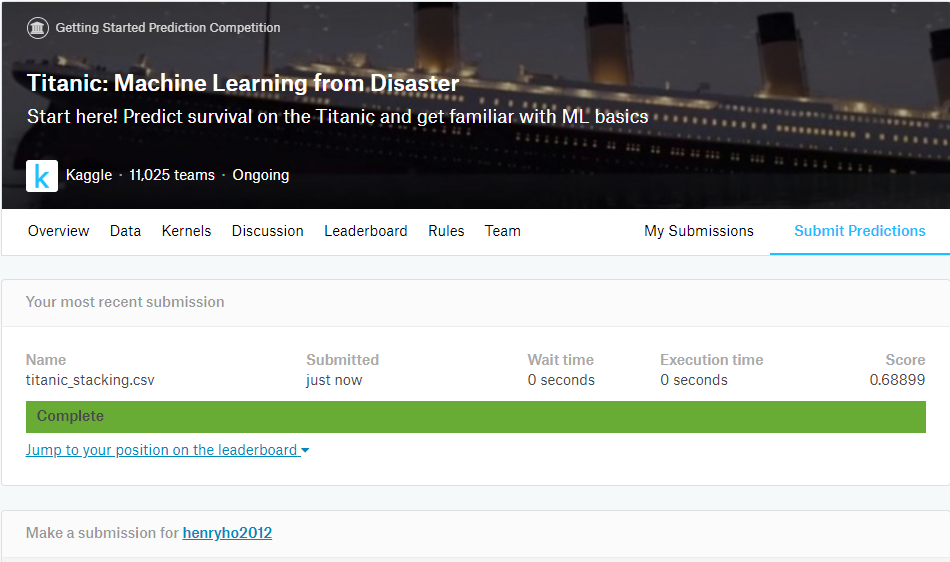 Getting Started Prediction Competition
Titanic: Machine Learning from Disaster
Start here! Predict survival on the Titanic and get familiar with ML basics
k Kaggle · 11,025 teams · Ongoing
Overview Data Kernels Discussion Leaderboard Rules Team My Submissions Submit Predictions
Your most recent submission
Name Submitted Wait time Execution time Score
titanic_stacking.csv just now 0 seconds 0 seconds 0.68899
Complete
Jump to your position on the leaderboard
Make a submission for henryho2012